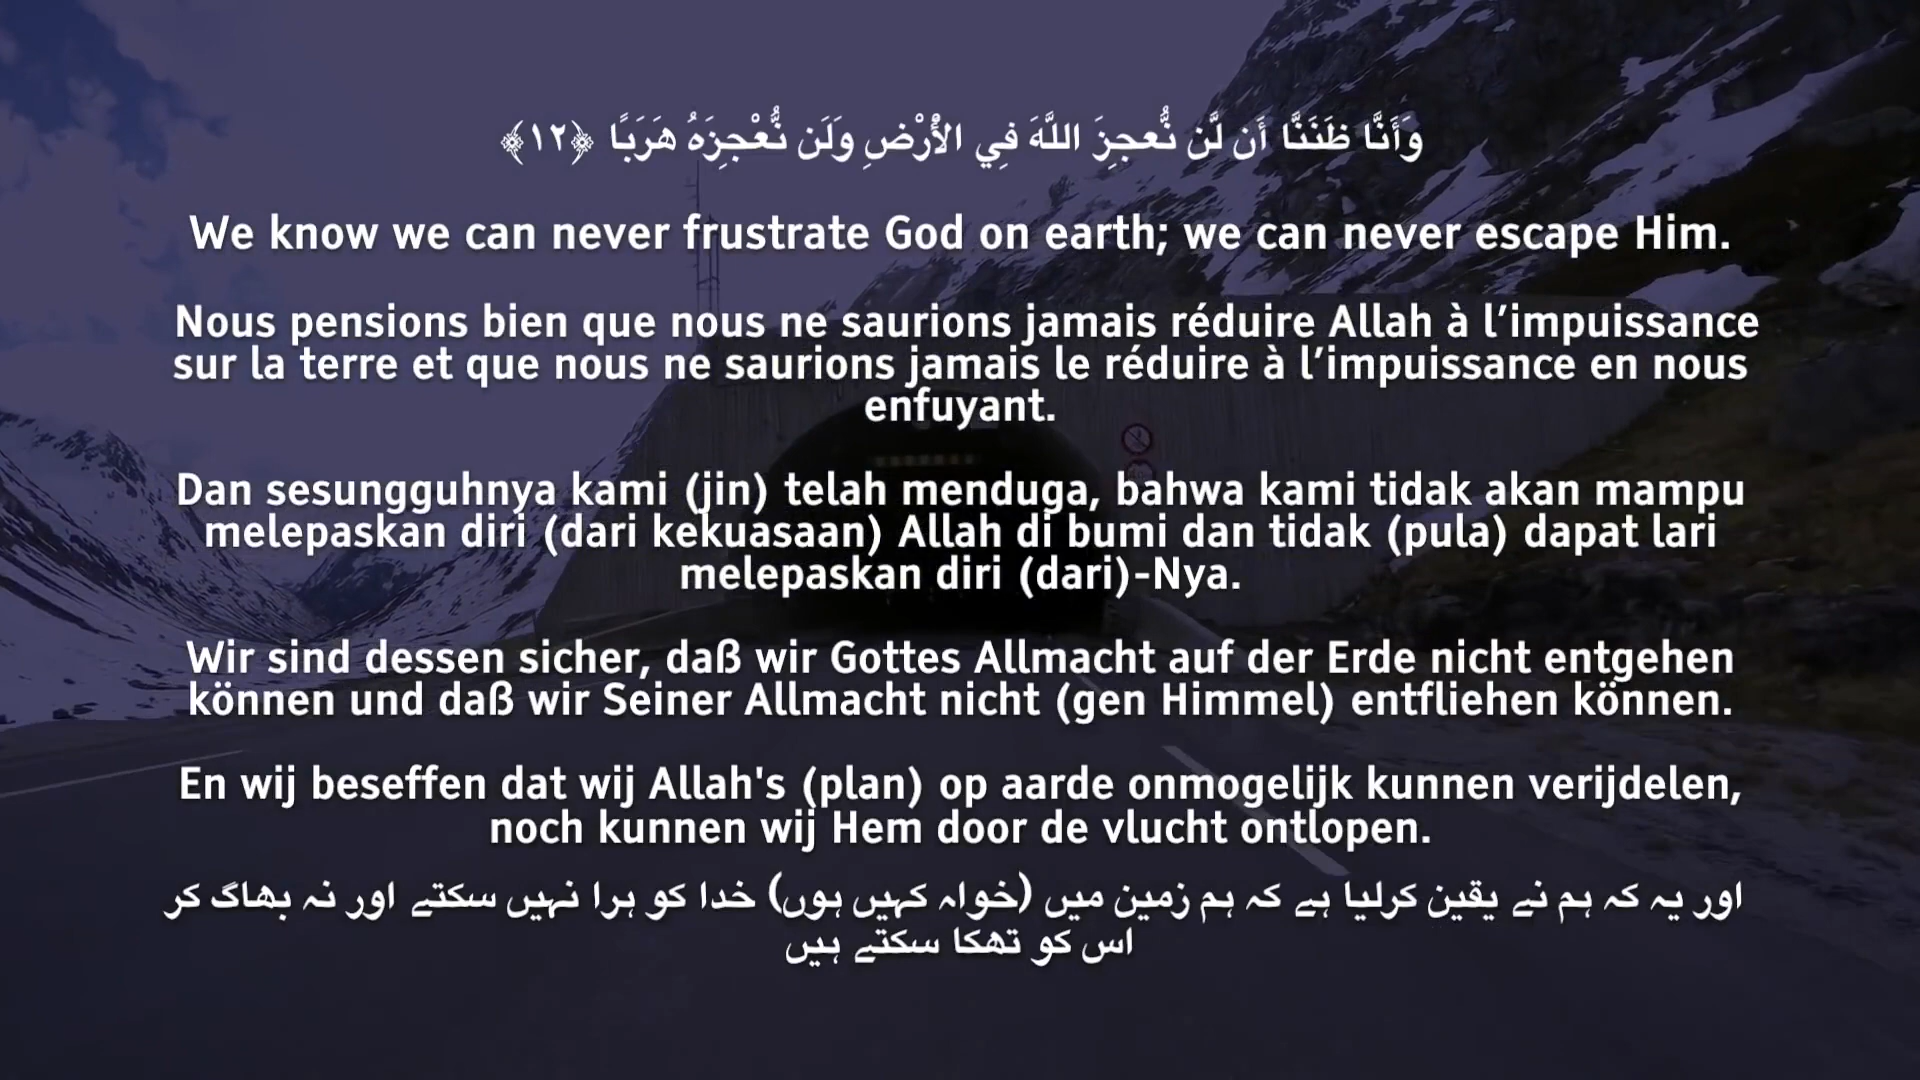 وَأَنَّا ظَنَنَّا أَن لَّن نُّعجِزَ اللَّهَ فِي الأَرْضِ وَلَن نُّعْجِزَهُ هَرَبًا ﴿١٢﴾
We know we can never frustrate God on earth; we can never escape Him.
Nous pensions bien que nous ne saurions jamais réduire Allah à l’impuissance
sur la terre et que nous ne saurions jamais le réduire à l’impuissance en nous
enfuyant.
Dan sesungguhnya kami (jin) telah menduga, bahwa kami tidak akan mampu
melepaskan diri (dari kekuasaan) Allah di bumi dan tidak (pula) dapat lari
melepaskan diri (dari)-Nya.
Wir sind dessen sicher, daß wir Gottes Allmacht auf der Erde nicht entgehen
können und daß wir Seiner Allmacht nicht (gen Himmel) entfliehen können.
En wij beseffen dat wij Allah's (plan) op aarde onmogelijk kunnen verijdelen,
noch kunnen wij Hem door de vlucht ontlopen.
اور یہ کہ ہم نے یقین کرلیا ہے کہ ہم زمین میں (خواہ کہیں ہوں) خدا کو ہرا نہیں سکتے اور نہ بھاگ کر
اس کو تھکا سکتے ہیں